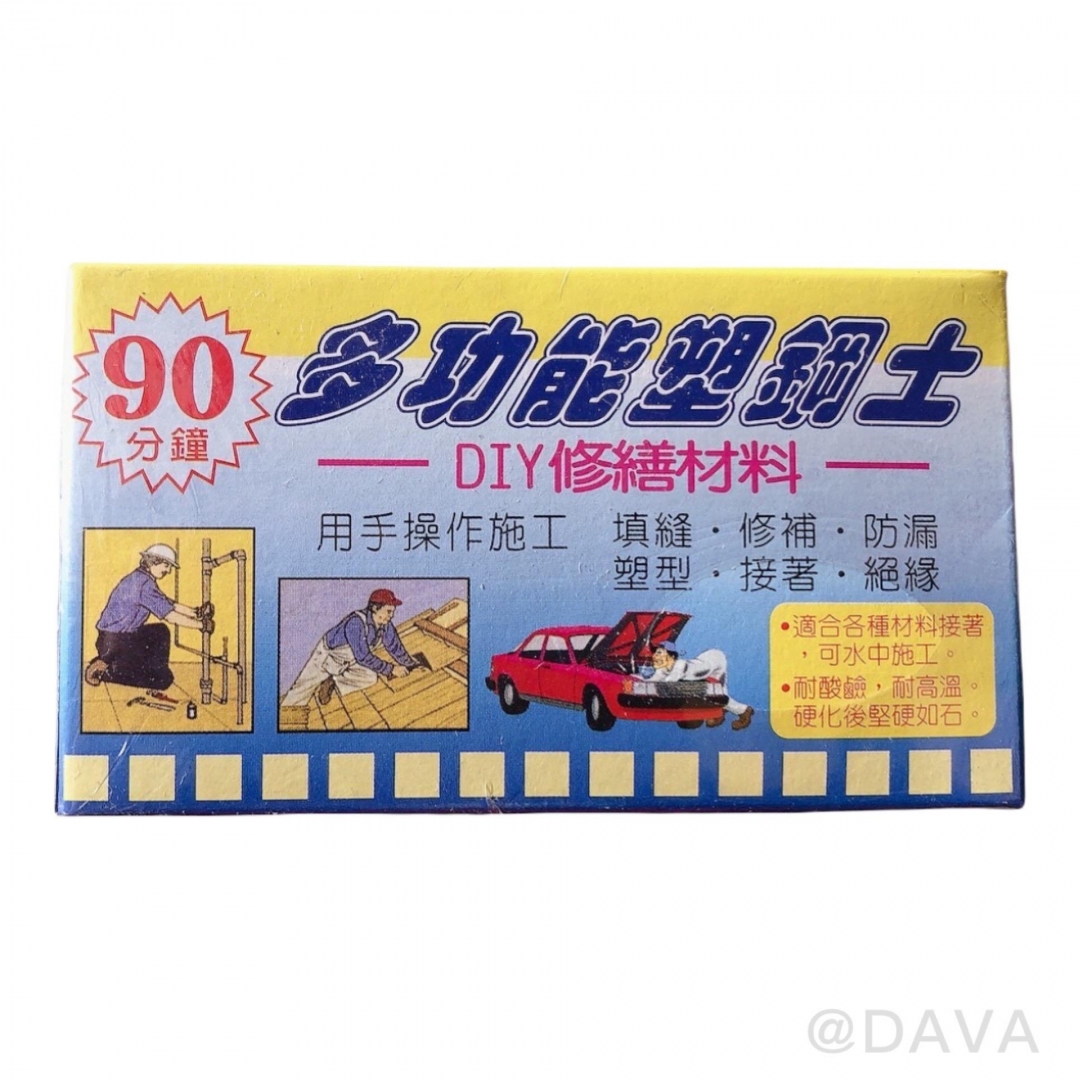 90
分鐘
多功能塑鋼土
DIY修繕材料
用手操作施工
填縫・修補・防漏
塑型・接著・絕緣
•適合各種材料接著
，可水中施工。
•耐酸鹼，耐高溫。
硬化後堅硬如石。
@DAVA